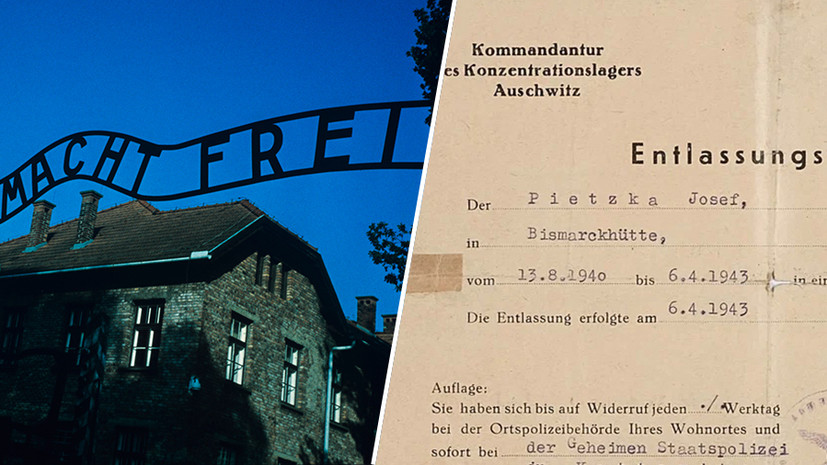 MACHT FREI
Kommandantur
es Konzentrationslagers
Auschwitz
Entlassungs
Der Pietzka Josef,
in Bismarckhütte,
vom 13.8.1940 bis 6.4.1943 in ein
Die Entlassung erfolgte am 6.4.1943
Auflage:
Sie haben sich bis auf Widerruf jeden ./. Werktag
bei der Ortspolizeibehörde Ihres Wohnortes und
sofort bei der Geheimen Staatspolizei